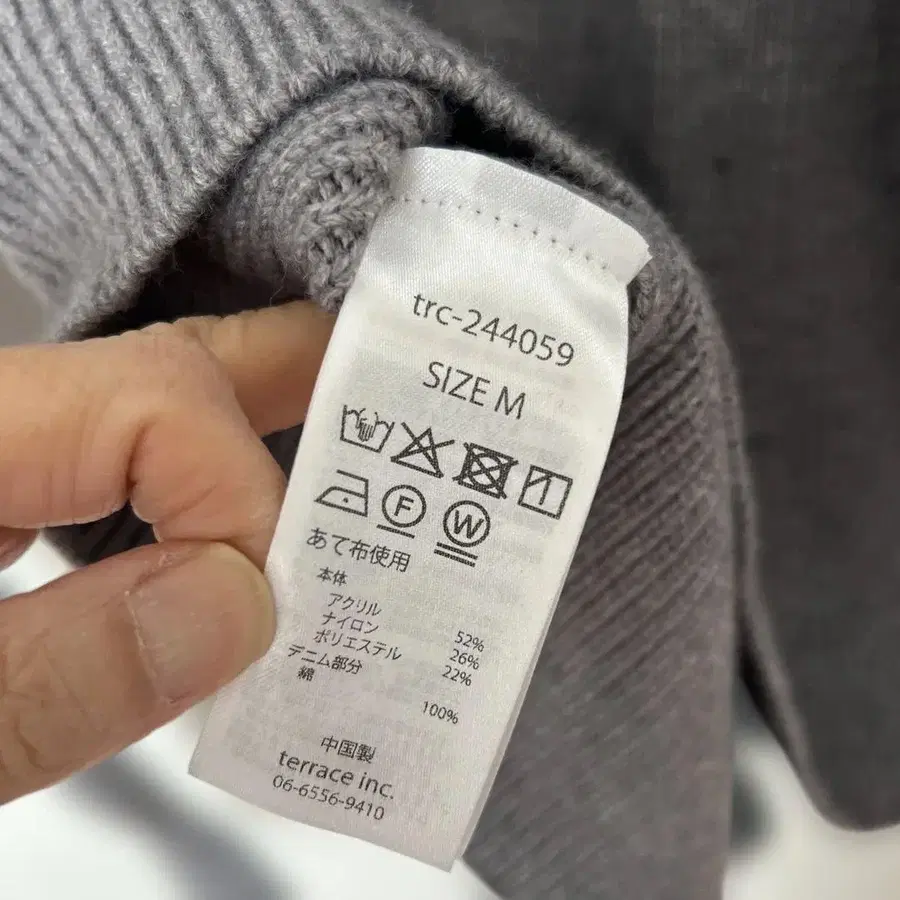 trc-244059
SIZE M
F W
あて布使用
本体
アクリル 52%
ナイロン 26%
ポリエステル 22%
デニム部分
綿 100%
中国製
terrace inc.
06-6556-9410